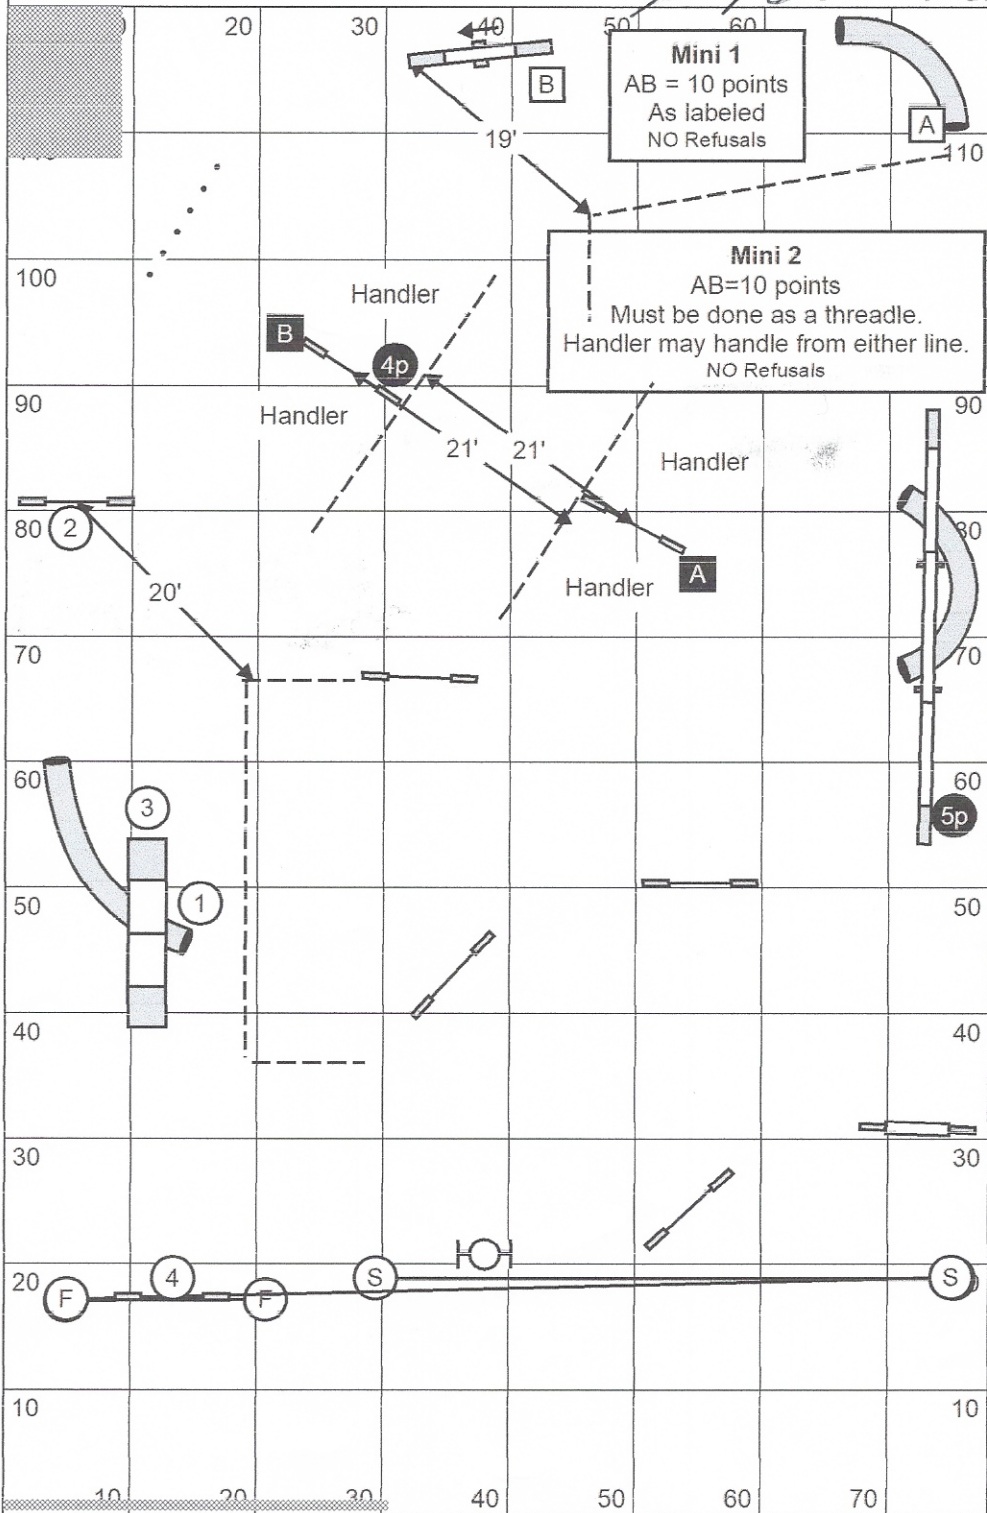 20
30
40
50
60
B
Mini 1
AB = 10 points
As labeled
NO Refusals
A
19'
110
100
Mini 2
AB=10 points
Must be done as a threadle.
Handler may handle from either line.
NO Refusals
Handler
B
4p
90
90
Handler
21'
21'
Handler
80
2
80
A
Handler
20'
70
70
60
60
3
5p
1
50
50
40
40
30
30
20
4
S
S
F
F
10
10
10
20
40
50
60
70